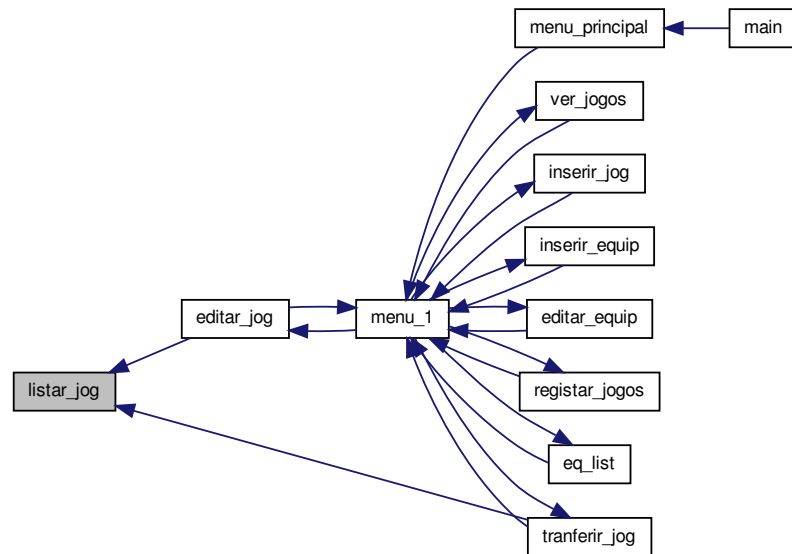 menu_principal
main
ver_jogos
inserir_jog
inserir_equip
editar_jog
menu_1
editar_equip
listar_jog
registar_jogos
eq_list
tranferir_jog